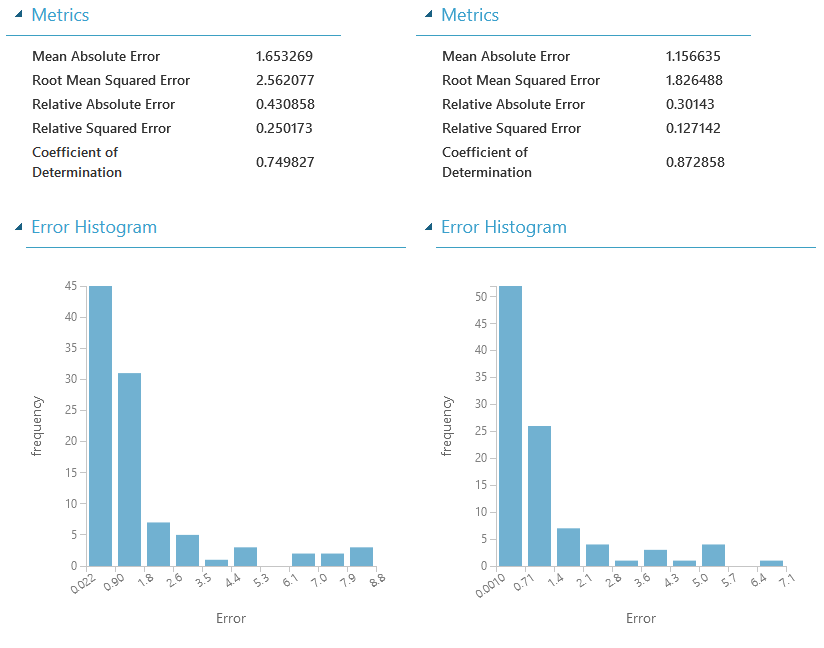 Metrics
Mean Absolute Error 1.653269
Root Mean Squared Error 2.562077
Relative Absolute Error 0.430858
Relative Squared Error 0.250173
Coefficient of
Determination 0.749827
Error Histogram
45
40
35
30
25
20
15
10
5
0
frequency
0.022 0.90 1.8 2.6 3.5 4.4 5.3 6.1 7.0 7.9 8.8
Error
Metrics
Mean Absolute Error 1.156635
Root Mean Squared Error 1.826488
Relative Absolute Error 0.30143
Relative Squared Error 0.127142
Coefficient of
Determination 0.872858
Error Histogram
50
45
40
35
30
25
20
15
10
5
0
frequency
0.0010 0.71 1.4 2.1 2.8 3.6 4.3 5.0 5.7 6.4 7.1
Error